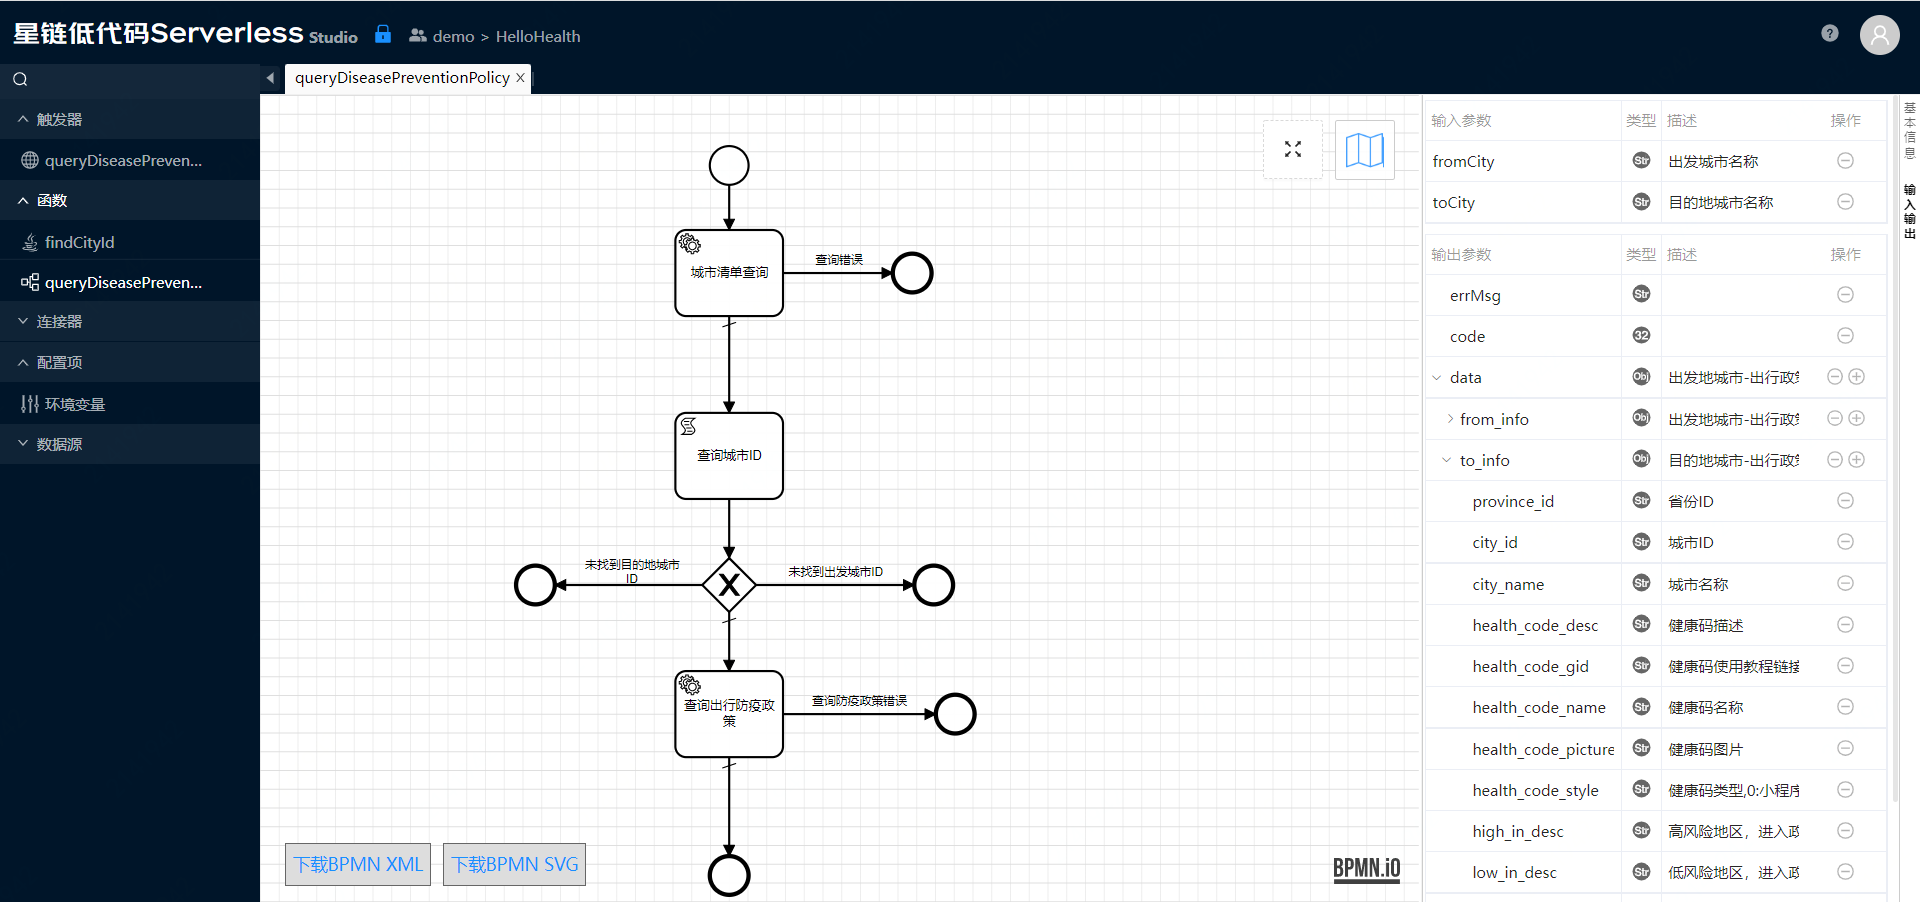 星链低代码Serverless Studio demo > HelloHealth
queryDiseasePreventionPolicy
触发器
queryDiseasePreven...
函数
findCityId
queryDiseasePreven...
连接器
配置项
环境变量
数据源
城市清单查询
查询错误
查询城市ID
未找到目的地城市
ID
未找到出发城市ID
查询出行防疫政
策
查询防疫政策错误
下载BPMN XML
下载BPMN SVG
BPMN.iO
输入参数 类型 描述 操作
fromCity Str 出发城市名称
toCity Str 目的地城市名称
输出参数 类型 描述 操作
errMsg Str
code 32
data Obj 出发地城市-出行政策
from_info Obj 出发地城市-出行政策
to_info Obj 目的地城市-出行政策
province_id Str 省份ID
city_id Str 城市ID
city_name Str 城市名称
health_code_desc Str 健康码描述
health_code_gid Str 健康码使用教程链接
health_code_name Str 健康码名称
health_code_picture Str 健康码图片
health_code_style Str 健康码类型,0:小程序
high_in_desc Str 高风险地区，进入政
low_in_desc Str 低风险地区，进入政
基本信息
输入输出